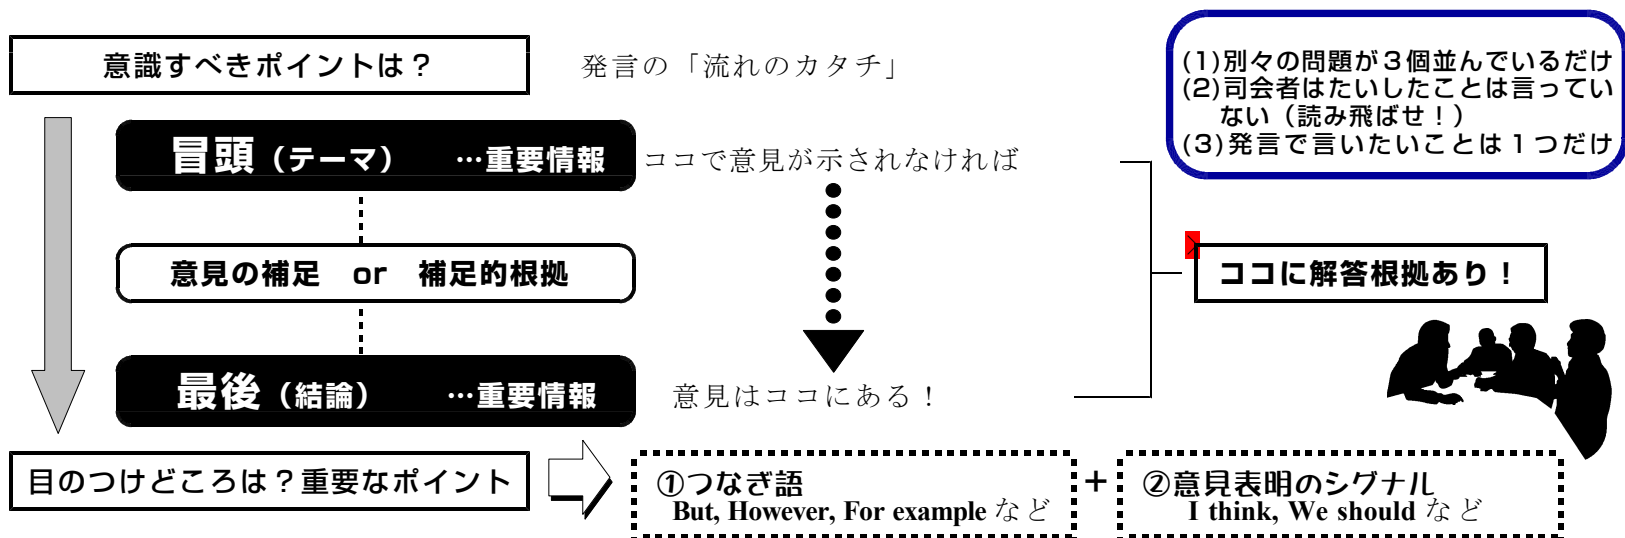 意識すべきポイントは？
発言の「流れのカタチ」
(1)別々の問題が３個並んでいるだけ
(2)司会者はたいしたことは言ってい
ない（読み飛ばせ！）
(3)発言で言いたいことは１つだけ
冒頭（テーマ）　…重要情報
ココで意見が示されなければ
意見の補足　or　補足的根拠
ココに解答根拠あり！
最後（結論）　…重要情報
意見はココにある！
目のつけどころは？重要なポイント
①つなぎ語
But, However, For example など
+
②意見表明のシグナル
I think, We should など